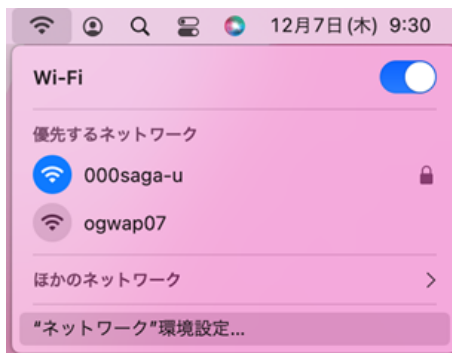 12月7日(木) 9:30
Wi-Fi
優先するネットワーク
000saga-u
ogwap07
ほかのネットワーク
“ネットワーク”環境設定...